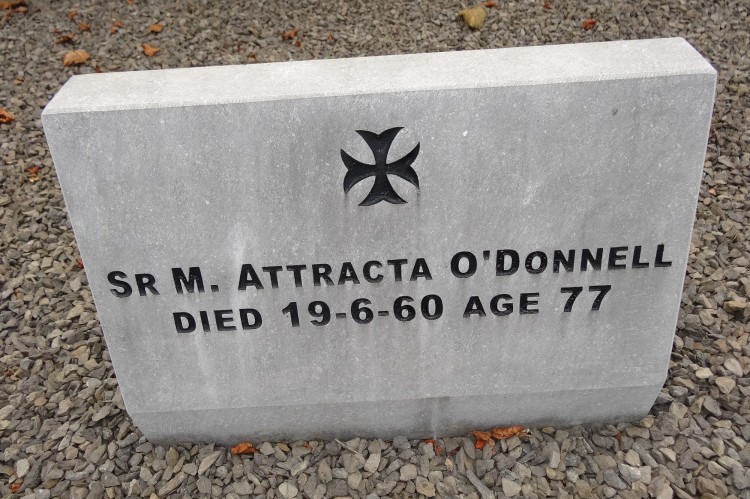 Sr M. Attracta O'Donnell
died 19-6-60 age 77